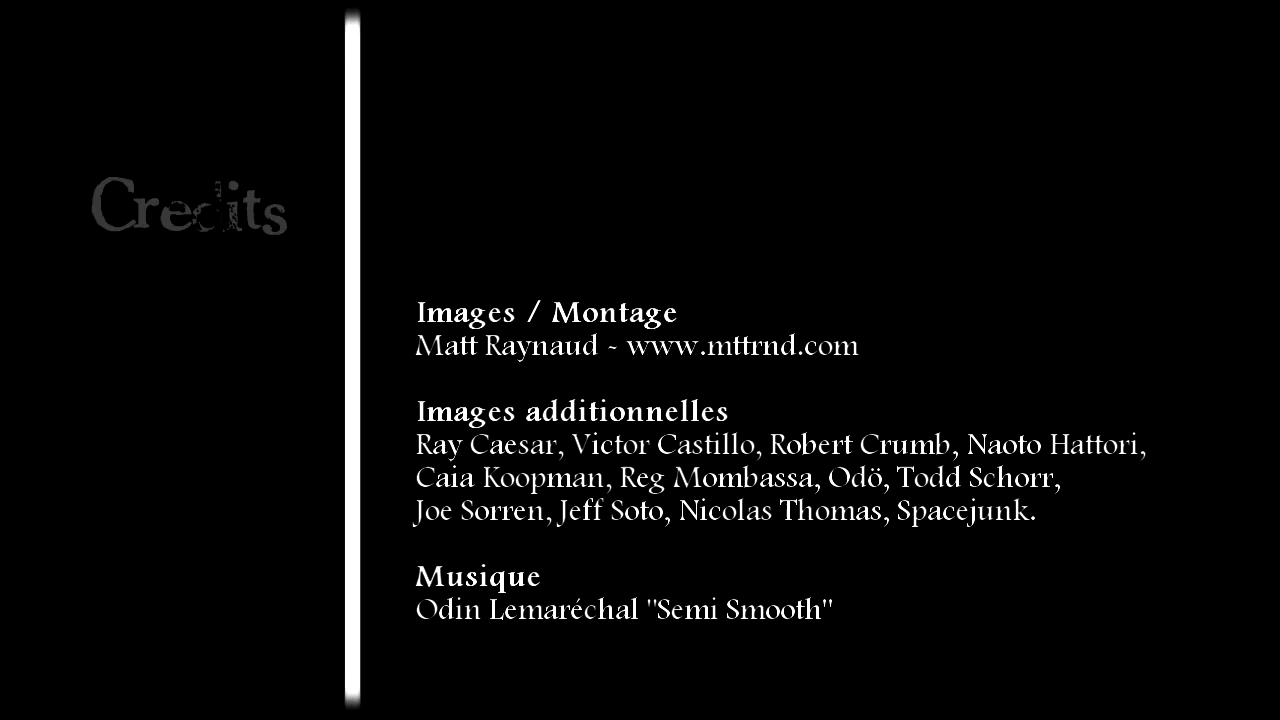 Credits
Images / Montage
Matt Raynaud - www.mttrnd.com
Images additionnelles
Ray Caesar, Victor Castillo, Robert Crumb, Naoto Hattori,
Caia Koopman, Reg Mombassa, Odö, Todd Schorr,
Joe Sorren, Jeff Soto, Nicolas Thomas, Spacejunk.
Musique
Odin Lemaréchal "Semi Smooth"